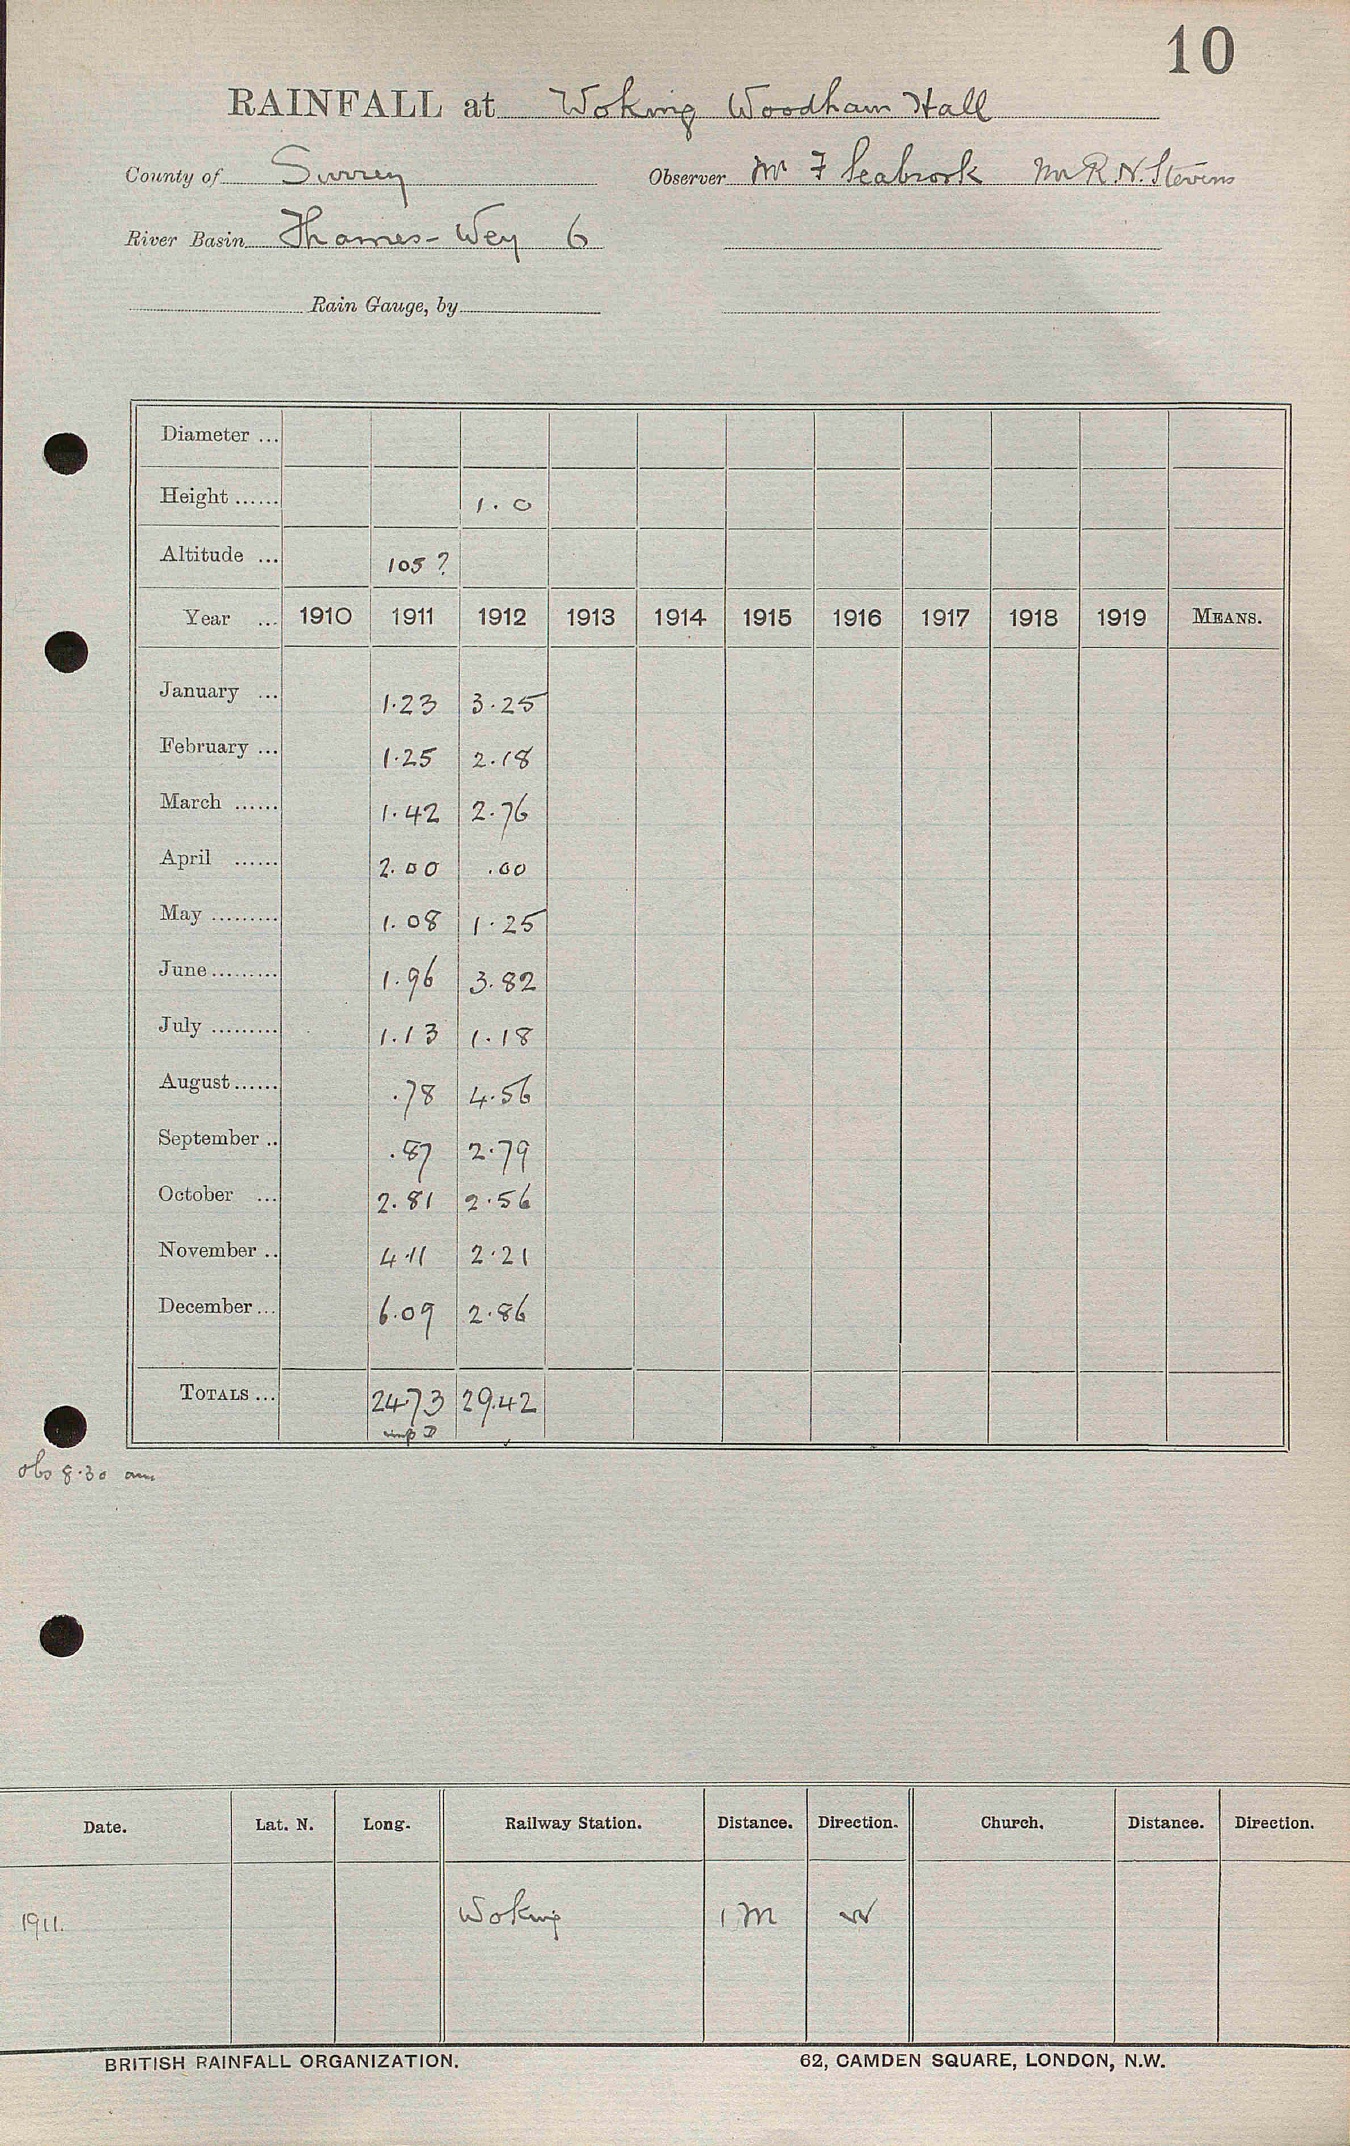 10
RAINFALL at Woking Woodham Hall
County of Surrey Observer Mr F Seabrook Mr R. N. Stevens
River Basin Thames - Wey 6
Rain Gauge, by
Diameter ...
Height ...... 1.0
Altitude ... 105 ?
Year ... 1910 1911 1912 1913 1914 1915 1916 1917 1918 1919 MEANS.
January ... 1.23 3.25
February ... 1.25 2.18
March ...... 1.42 2.76
April ...... 2.00 .00
May ......... 1.08 1.25
June ......... 1.96 3.82
July ......... 1.13 1.18
August ...... .78 4.56
September .. .87 2.79
October ... 2.81 2.56
November .. 4.11 2.21
December ... 6.09 2.86
TOTALS ... 24.73 29.42
obs 8.30 am
Date. Lat. N. Long. Railway Station. Distance. Direction. Church. Distance. Direction.
1911. Woking 1 M W
BRITISH RAINFALL ORGANIZATION. 62, CAMDEN SQUARE, LONDON, N.W.